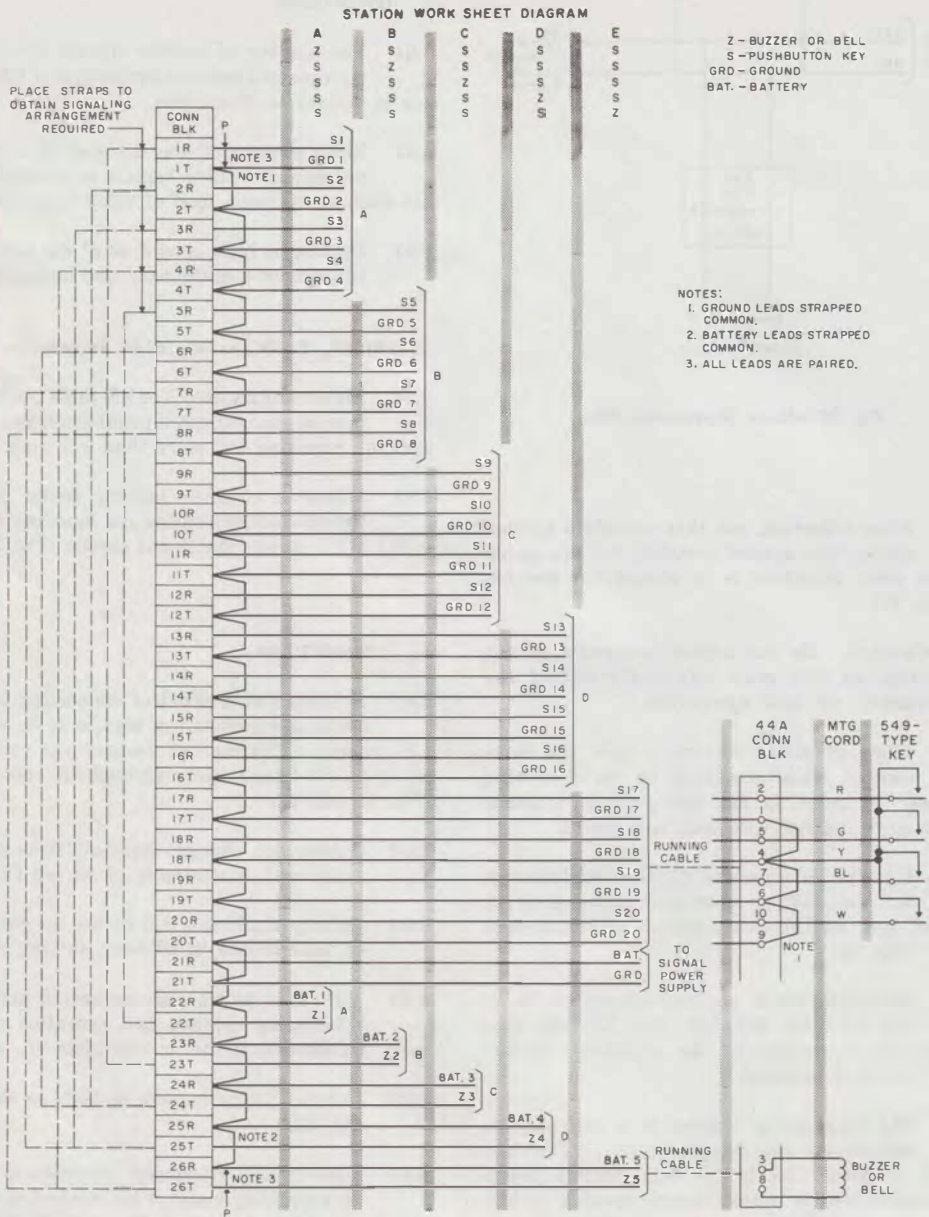 STATION WORK SHEET DIAGRAM
A B C D E
Z S S S S
S Z S S S
S S Z S S
S S S Z S
S S S S Z
Z - BUZZER OR BELL
S - PUSHBUTTON KEY
GRD - GROUND
BAT. - BATTERY
PLACE STRAPS TO
OBTAIN SIGNALING
ARRANGEMENT
REQUIRED
CONN
BLK
P
1R S1
NOTE 3
1T GRD 1
NOTE 1
2R S2
2T GRD 2
A
3R S3
3T GRD 3
4R S4
4T GRD 4
5R S5
5T GRD 5
6R S6
6T GRD 6
B
7R S7
7T GRD 7
8R S8
8T GRD 8
9R S9
9T GRD 9
10R S10
10T GRD 10
C
11R S11
11T GRD 11
12R S12
12T GRD 12
13R S13
13T GRD 13
14R S14
14T GRD 14
D
15R S15
15T GRD 15
16R S16
16T GRD 16
17R S17
17T GRD 17
18R S18
18T GRD 18
19R S19
19T GRD 19
20R S20
20T GRD 20
21R BAT.
21T GRD
22R BAT. 1
22T Z1
A
23R BAT. 2
23T Z2
B
24R BAT. 3
24T Z3
C
25R BAT. 4
25T Z4
D
NOTE 2
26R BAT. 5
26T Z5
NOTE 3
P
NOTES:
1. GROUND LEADS STRAPPED
COMMON.
2. BATTERY LEADS STRAPPED
COMMON.
3. ALL LEADS ARE PAIRED.
RUNNING
CABLE
TO
SIGNAL
POWER
SUPPLY
44A
CONN
BLK
MTG
CORD
549-
TYPE
KEY
2 R
1
5 G
4 Y
7 BL
6
10 W
9
NOTE
1
RUNNING
CABLE
3
8
BUZZER
OR
BELL